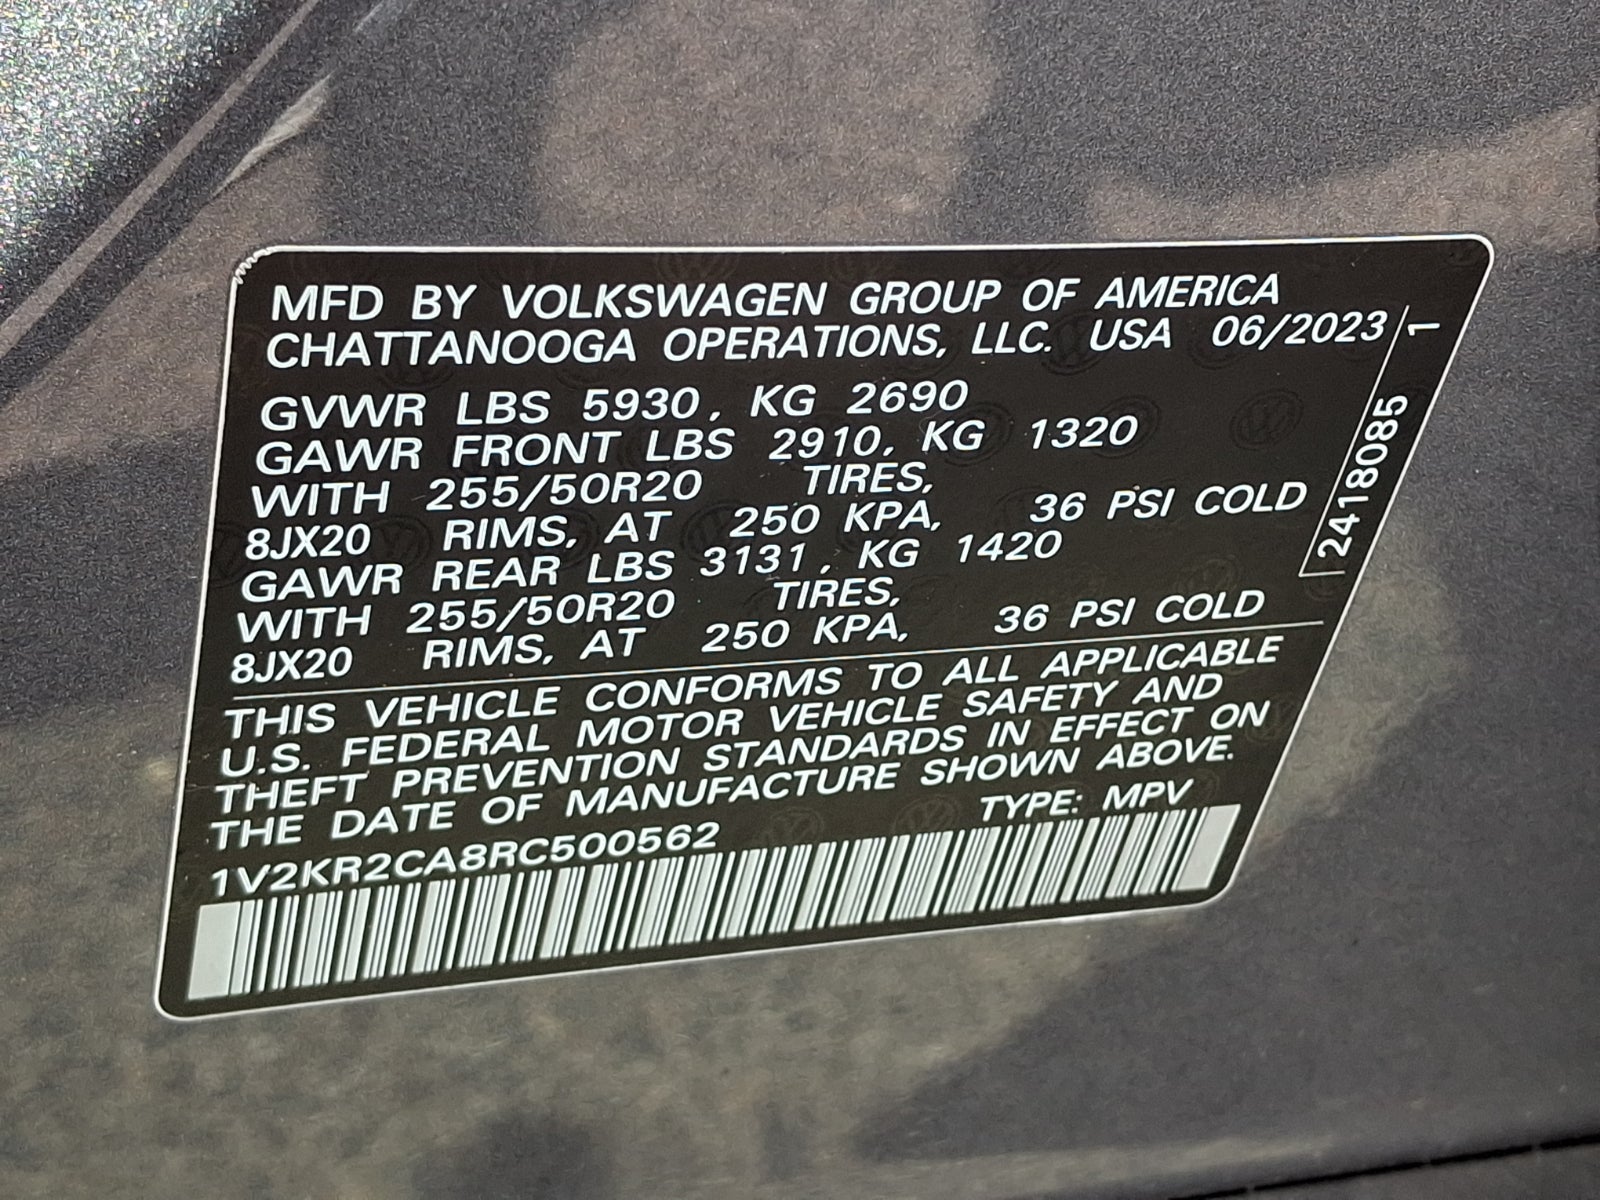 MFD BY VOLKSWAGEN GROUP OF AMERICA
CHATTANOOGA OPERATIONS, LLC. USA 06/2023
GVWR LBS 5930, KG 2690
GAWR FRONT LBS 2910, KG 1320
WITH 255/50R20 TIRES,
8JX20 RIMS, AT 250 KPA, 36 PSI COLD
GAWR REAR LBS 3131, KG 1420
WITH 255/50R20 TIRES,
8JX20 RIMS, AT 250 KPA, 36 PSI COLD
THIS VEHICLE CONFORMS TO ALL APPLICABLE
U.S. FEDERAL MOTOR VEHICLE SAFETY AND
THEFT PREVENTION STANDARDS IN EFFECT ON
THE DATE OF MANUFACTURE SHOWN ABOVE.
1V2KR2CA8RC500562 TYPE: MPV
2418085 1